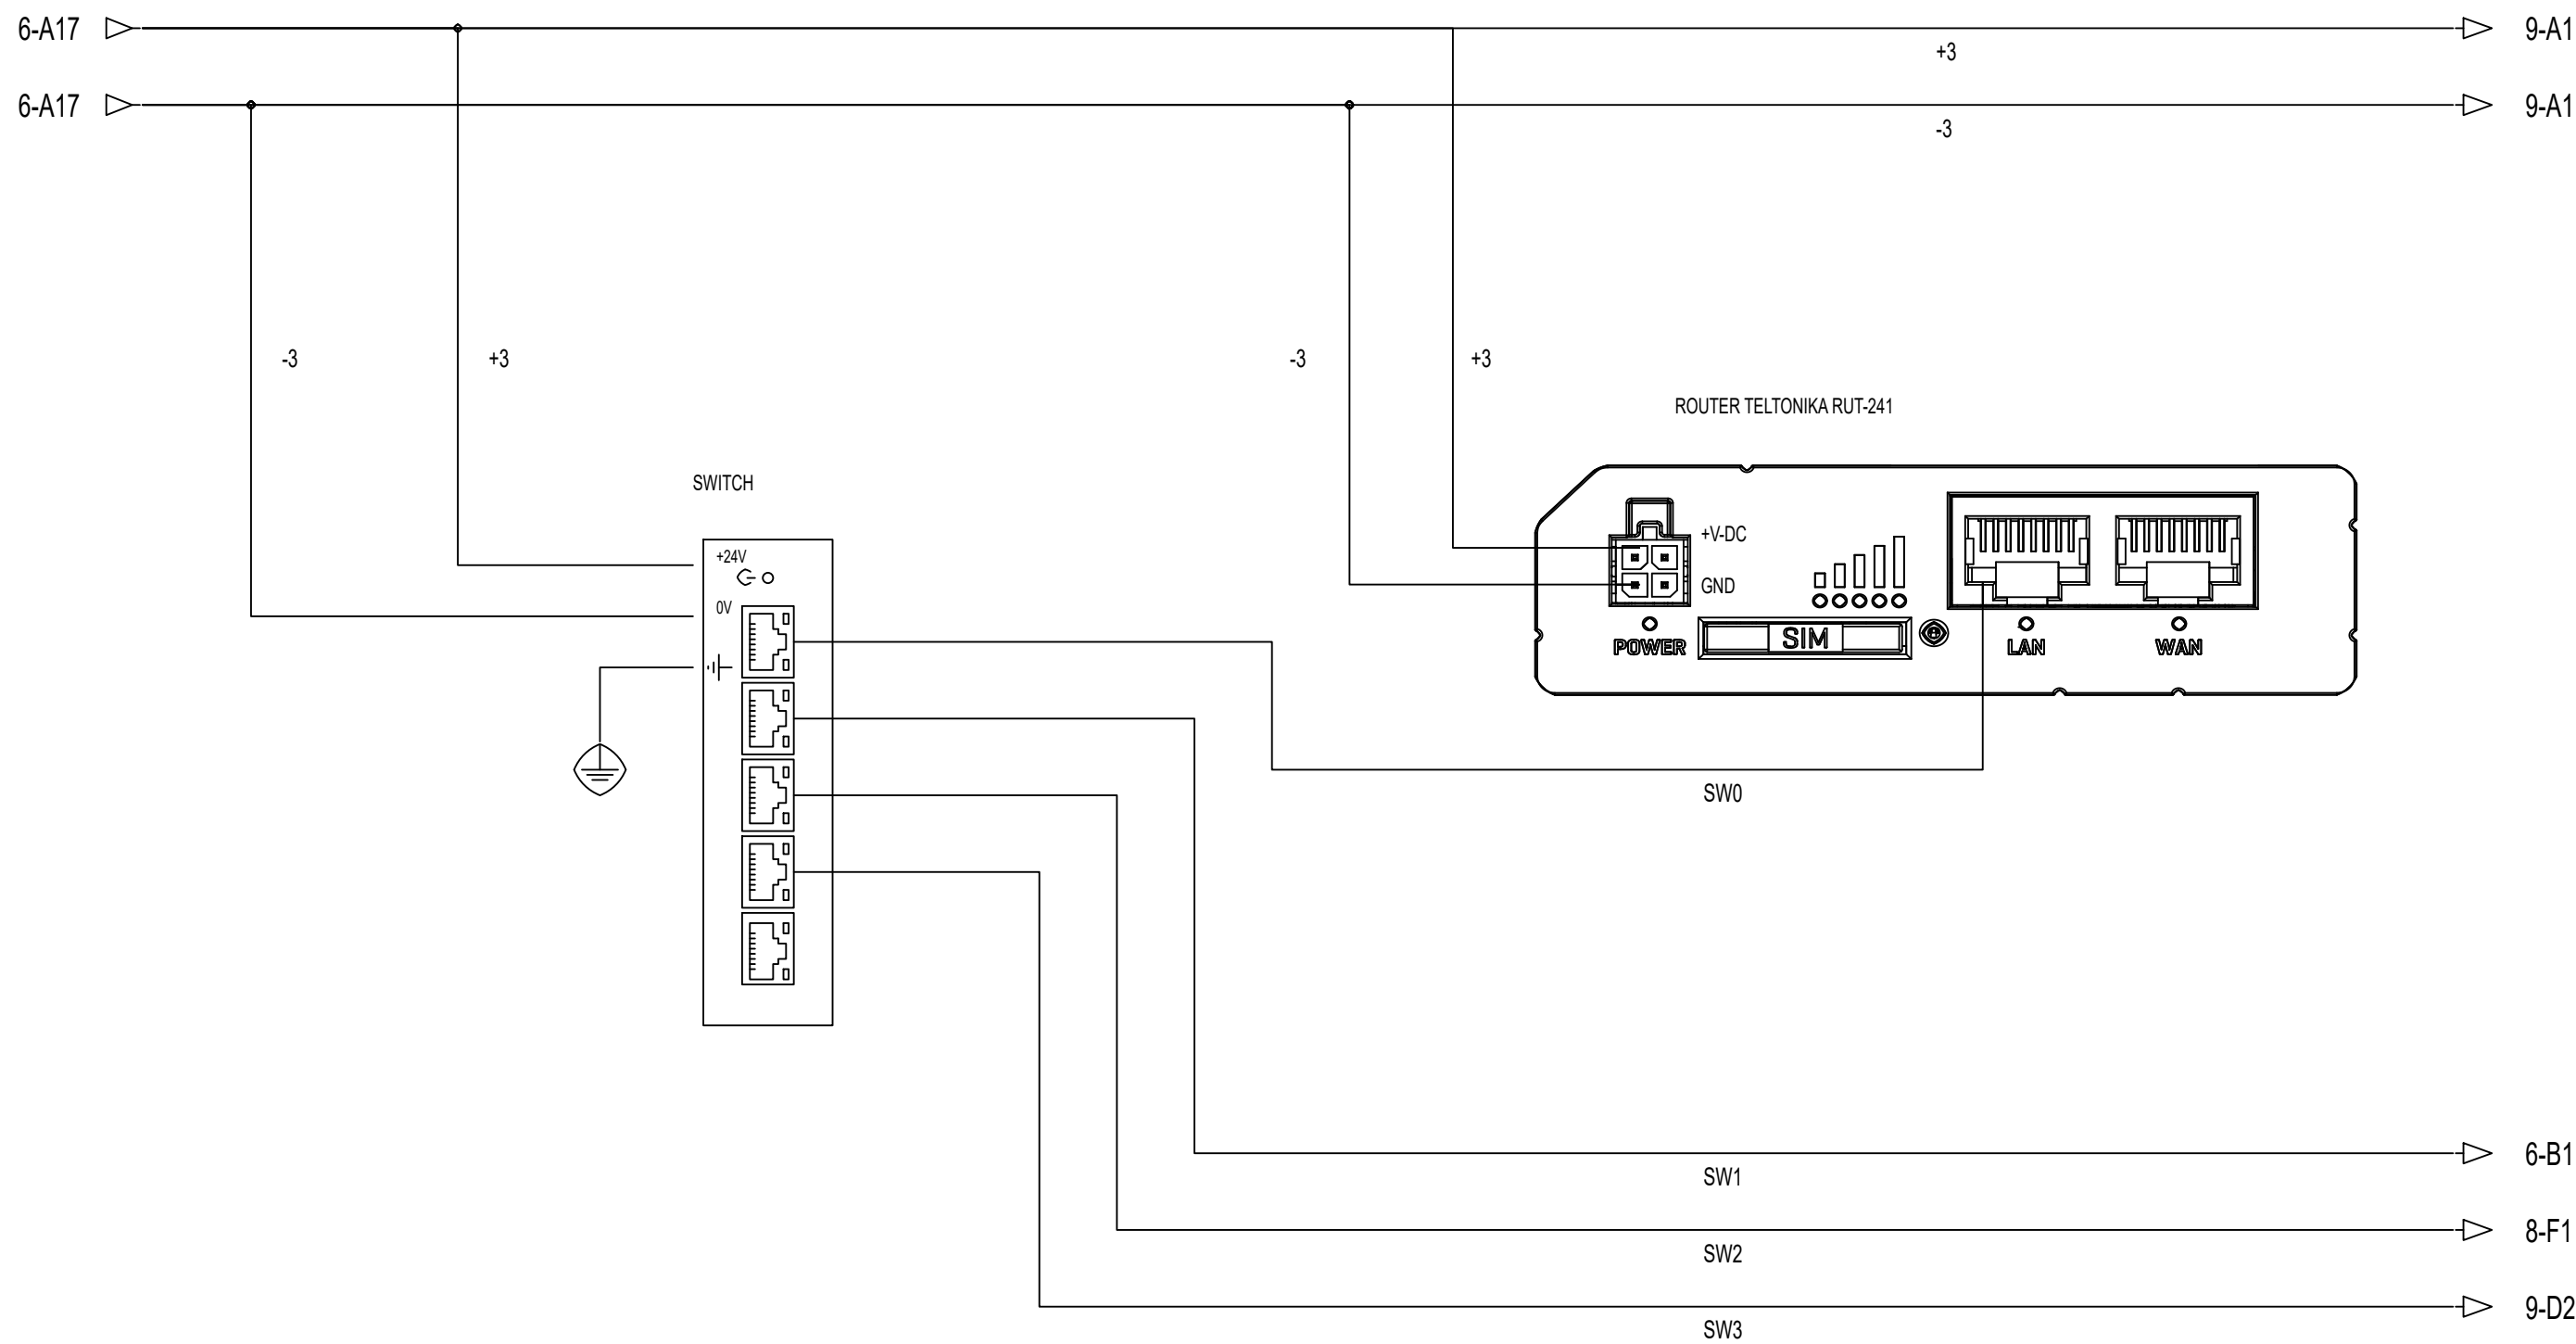 6-A17
9-A1
+3
6-A17
9-A1
-3
-3
+3
-3
+3
ROUTER TELTONIKA RUT-241
SWITCH
+V-DC
+24V
GND
0V
SIM
POWER
LAN
WAN
SW0
6-B1
SW1
8-F1
SW2
9-D2
SW3